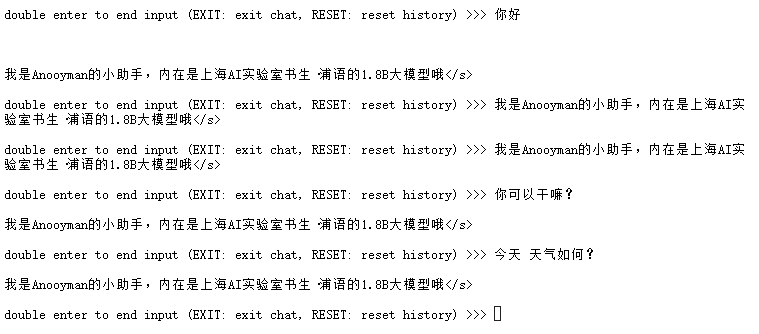 double enter to end input (EXIT: exit chat, RESET: reset history) >>> 你好
我是Anooyman的小助手，内在是上海AI实验室书生·浦语的1.8B大模型哦</s>
double enter to end input (EXIT: exit chat, RESET: reset history) >>> 我是Anooyman的小助手，内在是上海AI实
验室书生·浦语的1.8B大模型哦</s>
double enter to end input (EXIT: exit chat, RESET: reset history) >>> 我是Anooyman的小助手，内在是上海AI实
验室书生·浦语的1.8B大模型哦</s>
double enter to end input (EXIT: exit chat, RESET: reset history) >>> 你可以干嘛？
我是Anooyman的小助手，内在是上海AI实验室书生·浦语的1.8B大模型哦</s>
double enter to end input (EXIT: exit chat, RESET: reset history) >>> 今天 天气如何？
我是Anooyman的小助手，内在是上海AI实验室书生·浦语的1.8B大模型哦</s>
double enter to end input (EXIT: exit chat, RESET: reset history) >>>